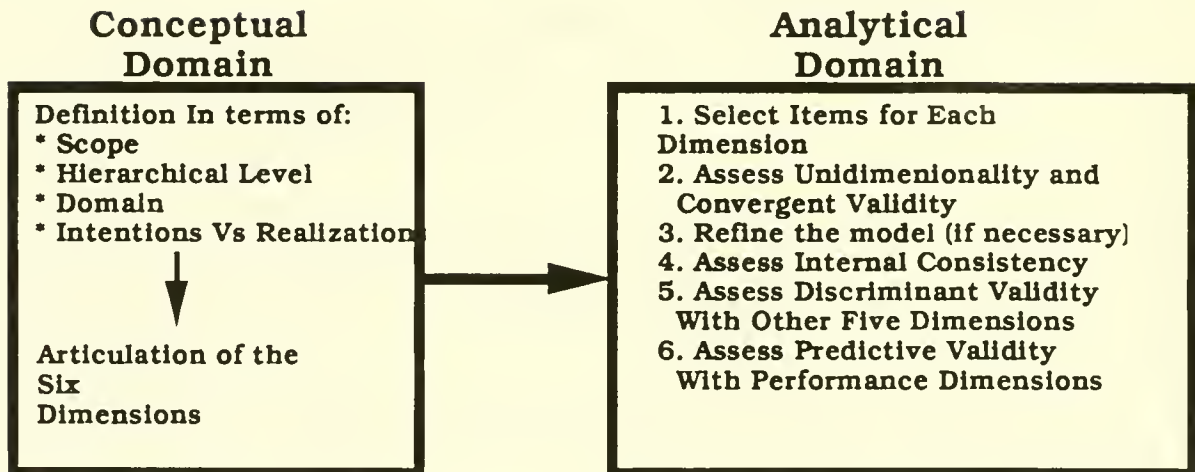 Conceptual
Domain
Definition In terms of:
* Scope
* Hierarchical Level
* Domain
* Intentions Vs Realization
Articulation of the
Six
Dimensions
Analytical
Domain
1. Select Items for Each
Dimension
2. Assess Unidimenionality and
Convergent Validity
3. Refine the model (if necessary)
4. Assess Internal Consistency
5. Assess Discriminant Validity
With Other Five Dimensions
6. Assess Predictive Validity
With Performance Dimensions